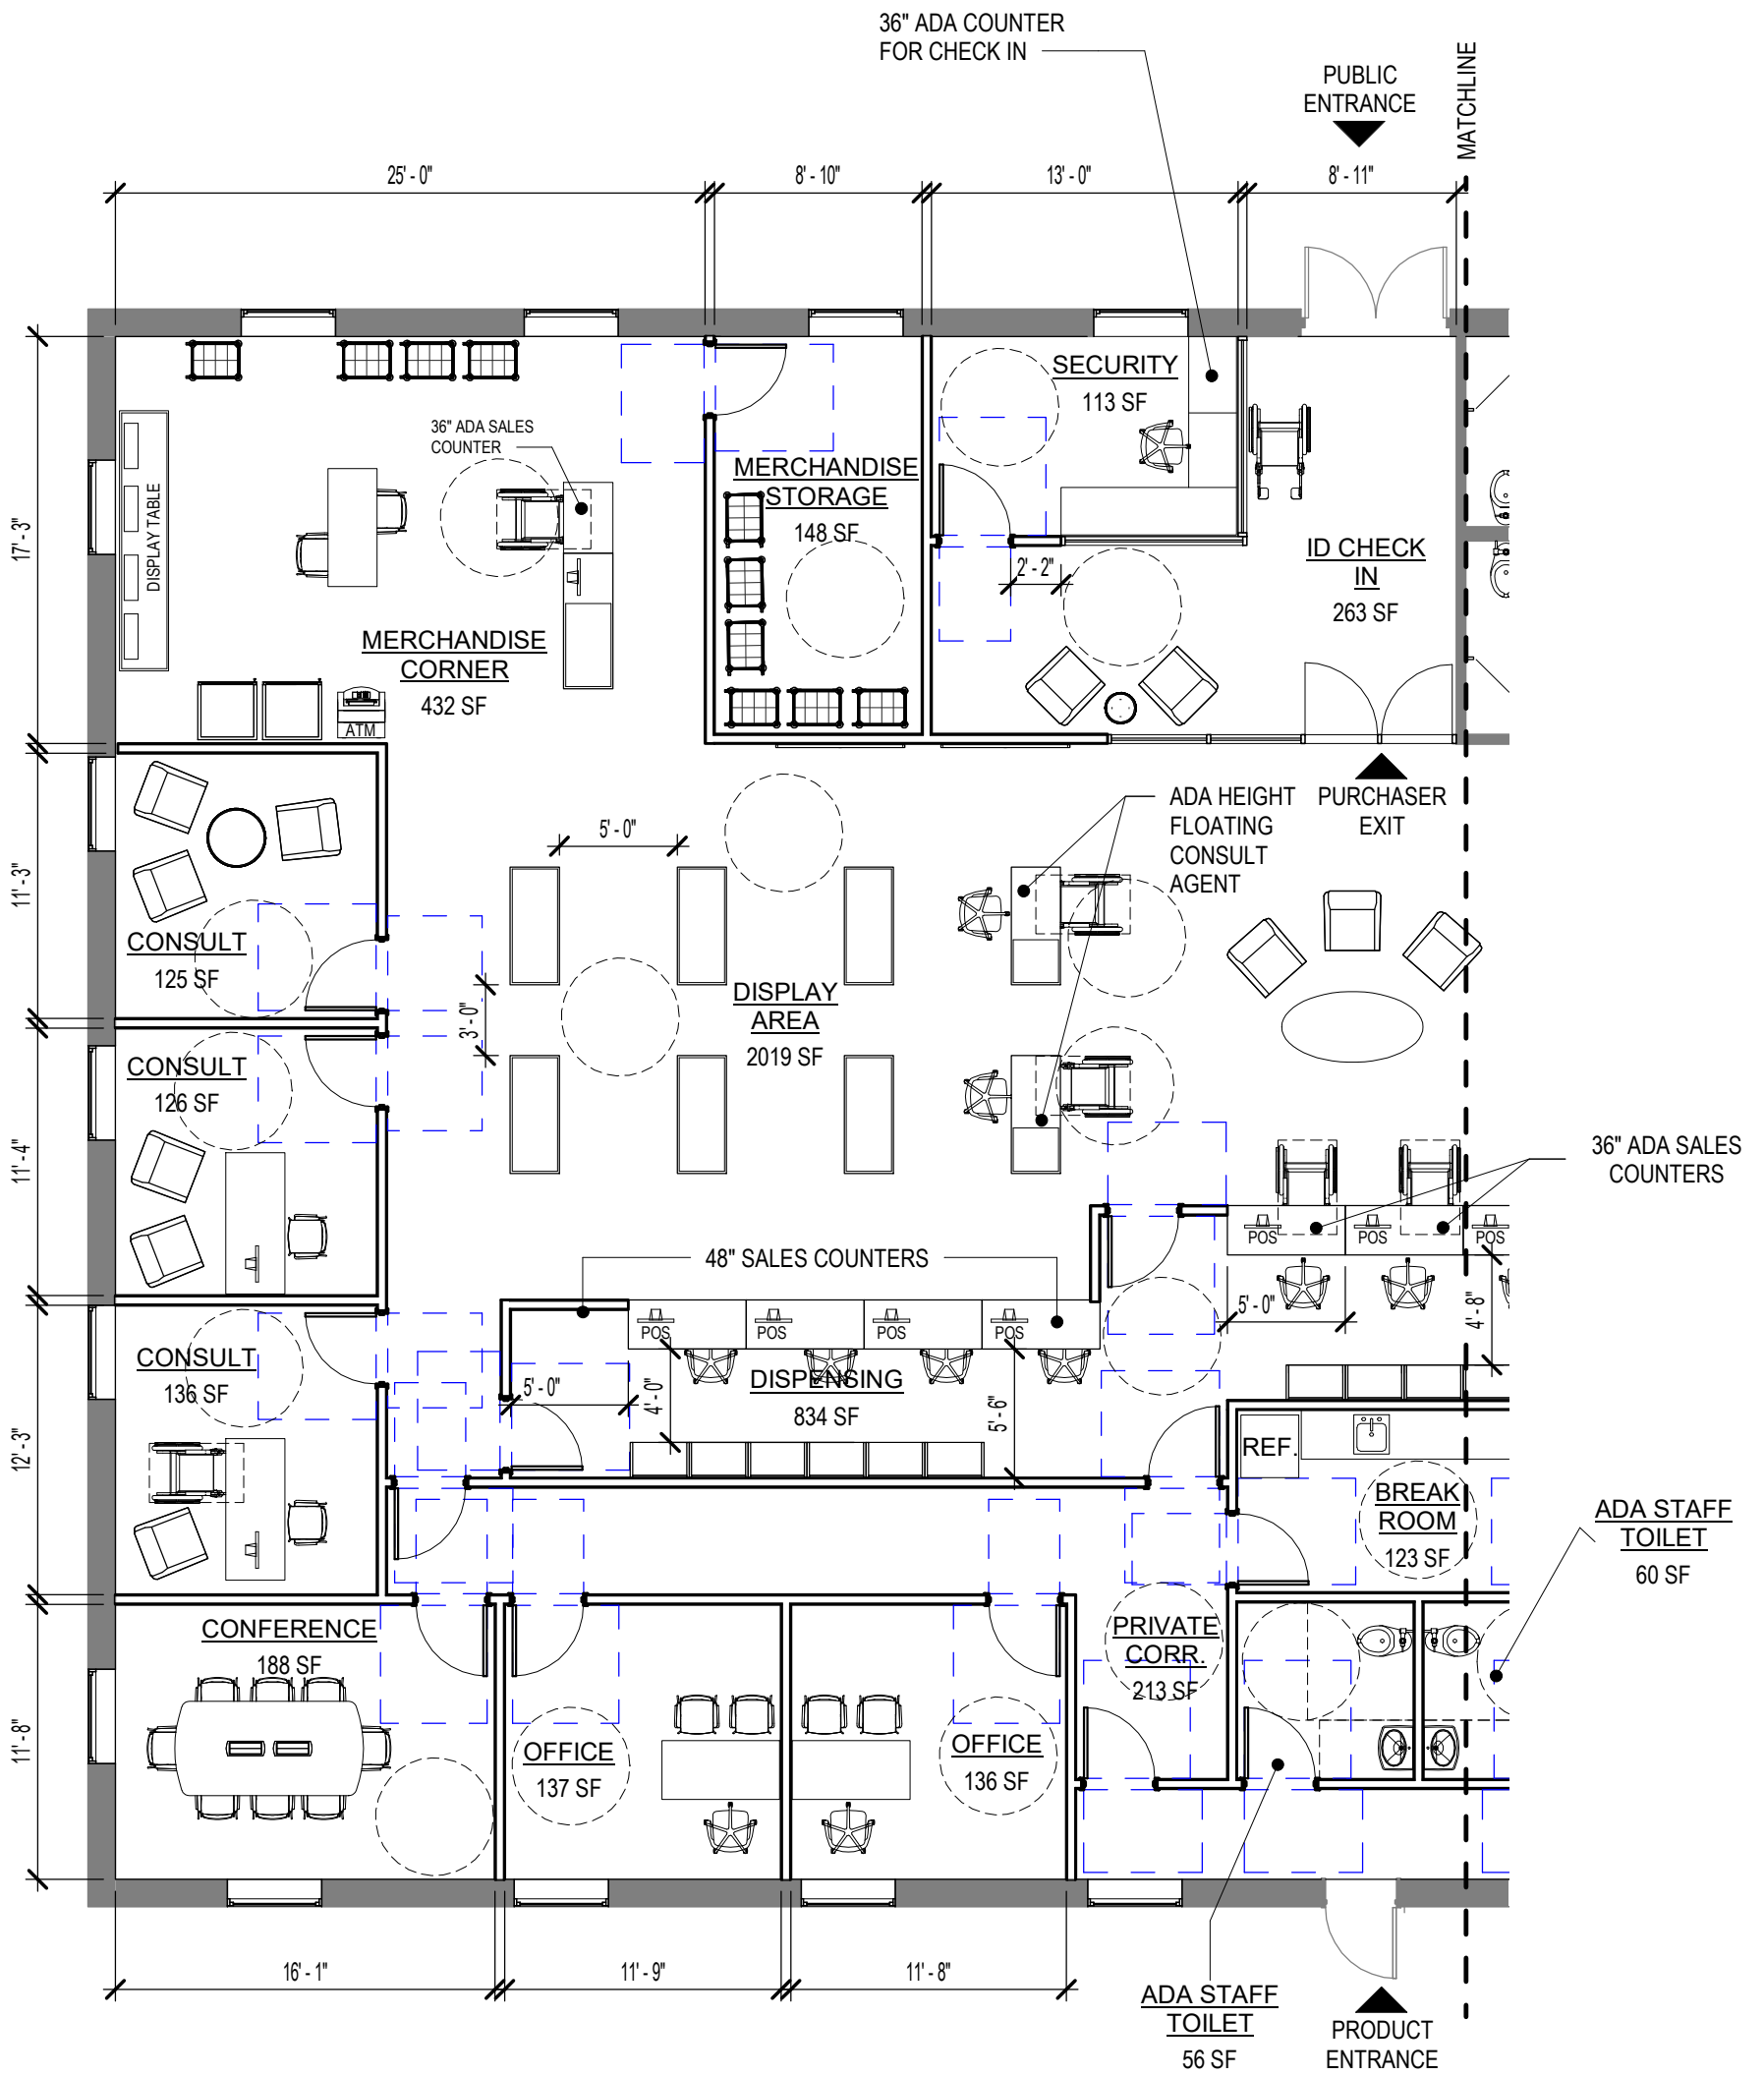 36" ADA COUNTER
FOR CHECK IN
PUBLIC
ENTRANCE
MATCHLINE
25' - 0"
8' - 10"
13' - 0"
8' - 11"
SECURITY
113 SF
36" ADA SALES
COUNTER
MERCHANDISE
STORAGE
148 SF
DISPLAY TABLE
17' - 3"
ID CHECK
IN
263 SF
2' - 2"
MERCHANDISE
CORNER
432 SF
ATM
ADA HEIGHT
FLOATING
CONSULT
AGENT
PURCHASER
EXIT
5' - 0"
11' - 3"
CONSULT
125 SF
DISPLAY
AREA
2019 SF
3' - 0"
CONSULT
126 SF
11' - 4"
36" ADA SALES
COUNTERS
POS
POS
POS
48" SALES COUNTERS
5' - 0"
4' - 8"
POS
POS
POS
POS
CONSULT
136 SF
5' - 0"
4' - 0"
DISPENSING
834 SF
5' - 6"
12' - 3"
REF.
BREAK
ROOM
123 SF
ADA STAFF
TOILET
60 SF
CONFERENCE
188 SF
PRIVATE
CORR.
213 SF
11' - 8"
OFFICE
137 SF
OFFICE
136 SF
16' - 1"
11' - 9"
11' - 8"
ADA STAFF
TOILET
56 SF
PRODUCT
ENTRANCE